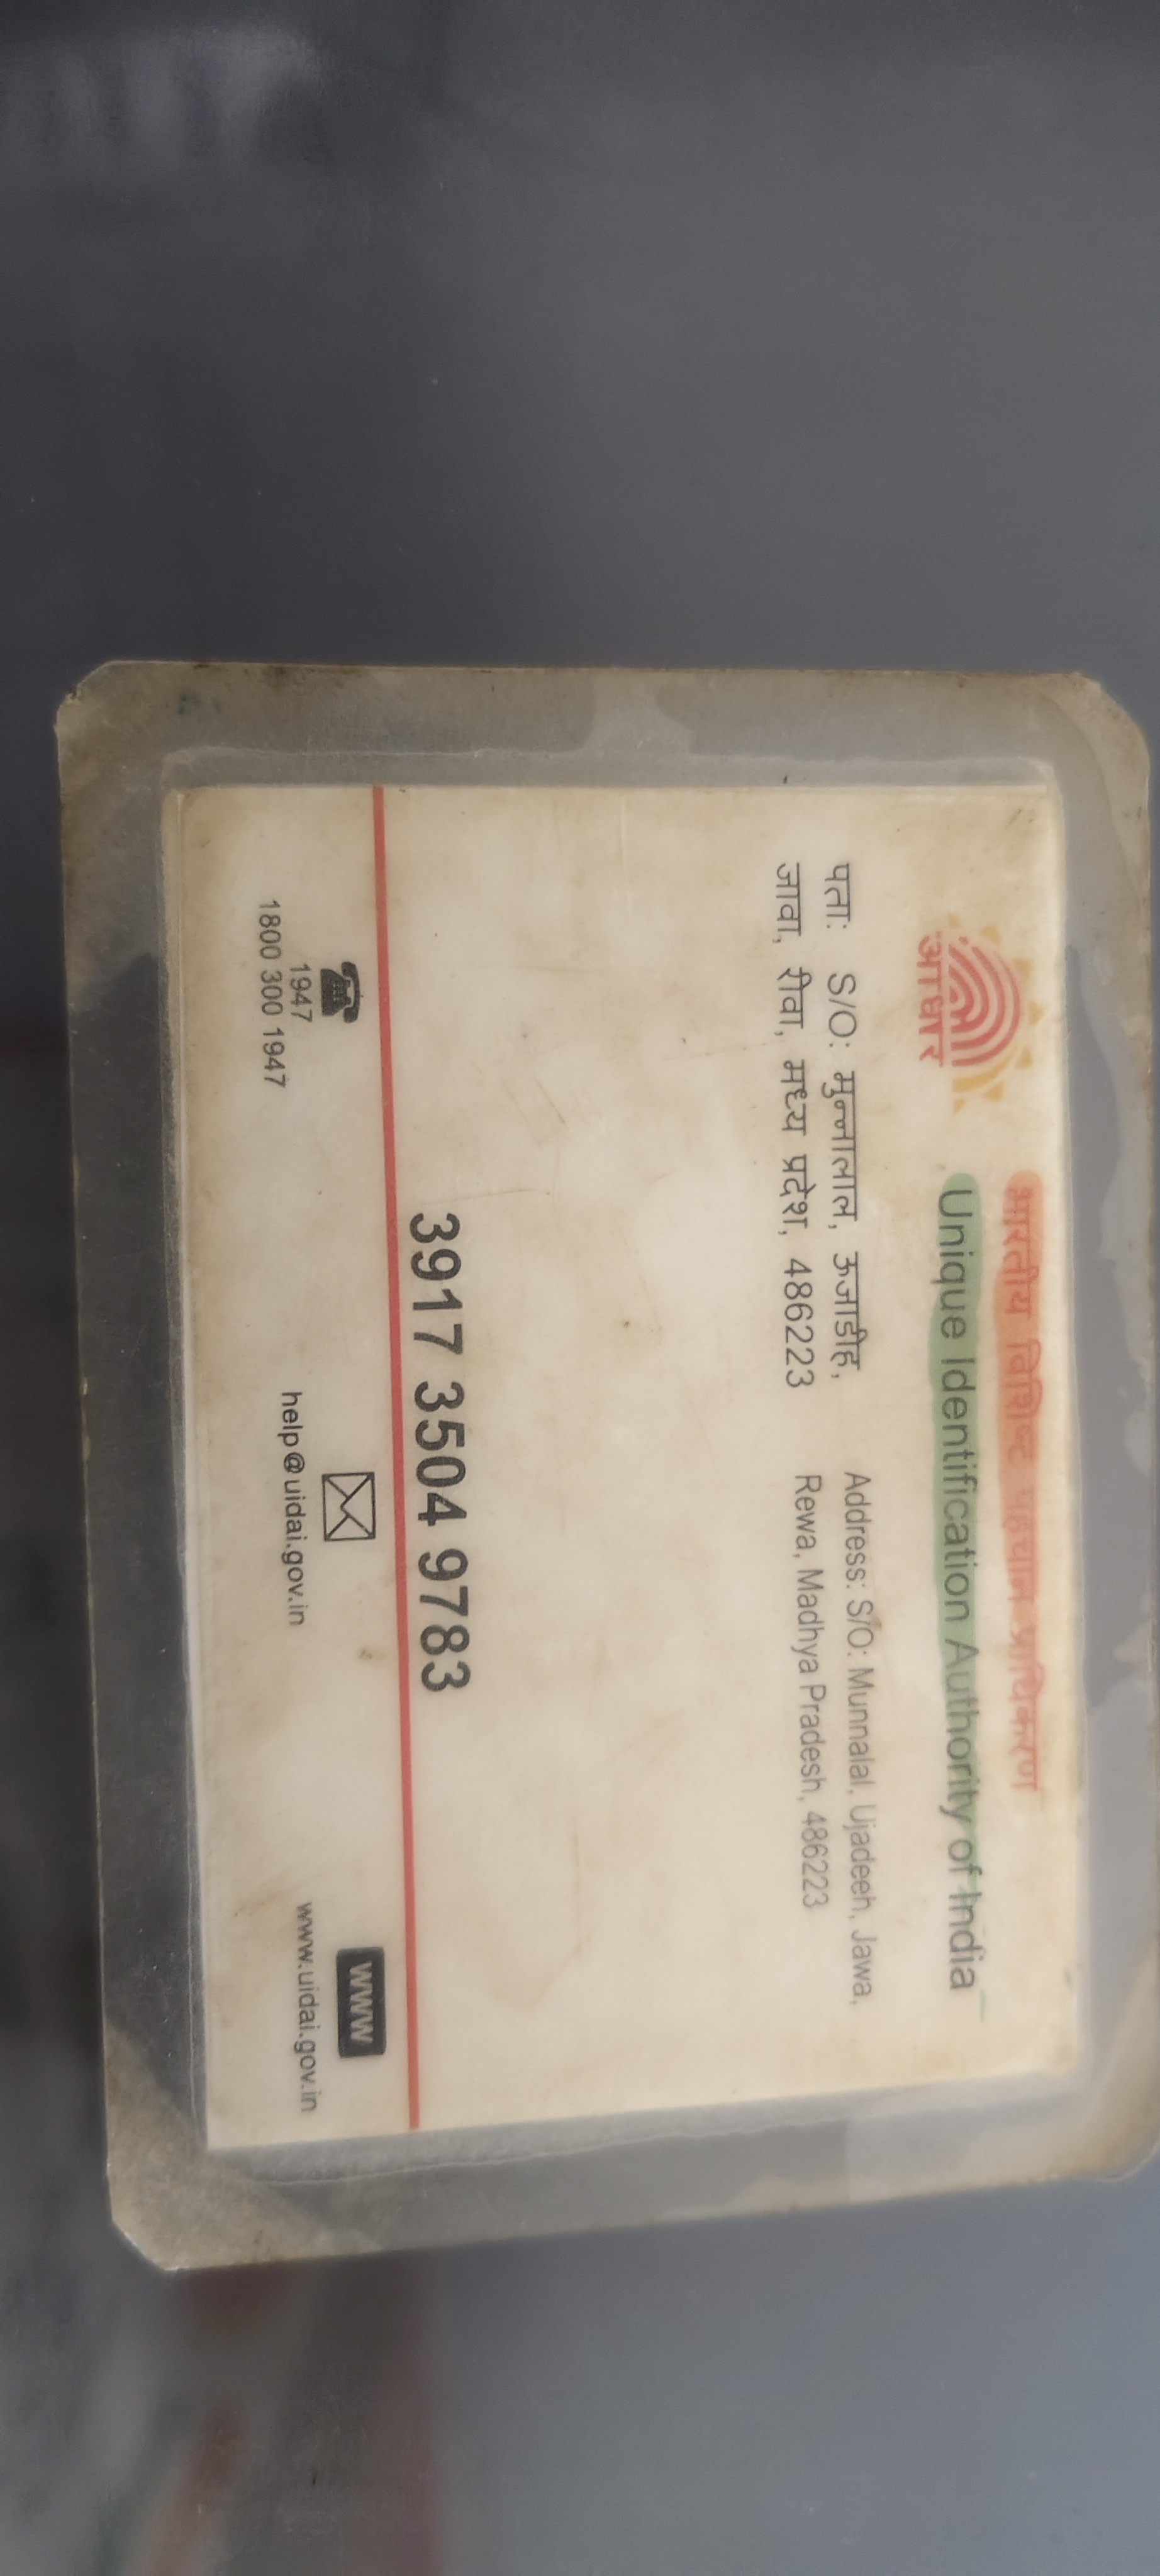 भारतीय विशिष्ट पहचान प्राधिकरण
Unique Identification Authority of India
आधार
पता: S/O: मुन्नालाल, ऊजाडीह,
जावा, रीवा, मध्य प्रदेश, 486223
Address: S/O: Munnalal, Ujadeeh, Jawa,
Rewa, Madhya Pradesh, 486223
3917 3504 9783
1947
1800 300 1947
help@uidai.gov.in
WWW
www.uidai.gov.in